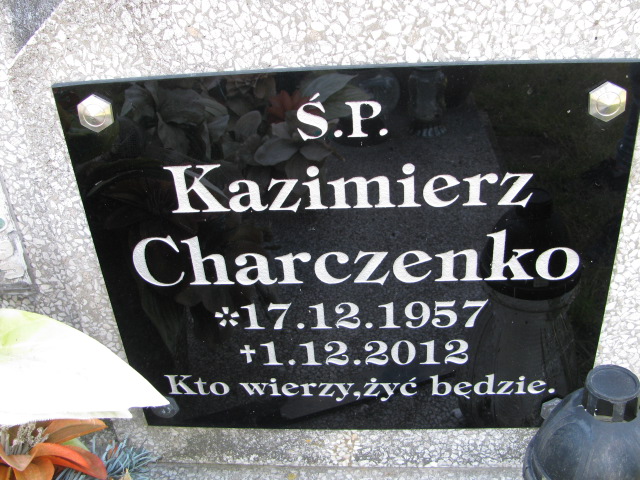 Ś.P.
Kazimierz
Charczenko
*17.12.1957
✝1.12.2012
Kto wierzy,żyć będzie.